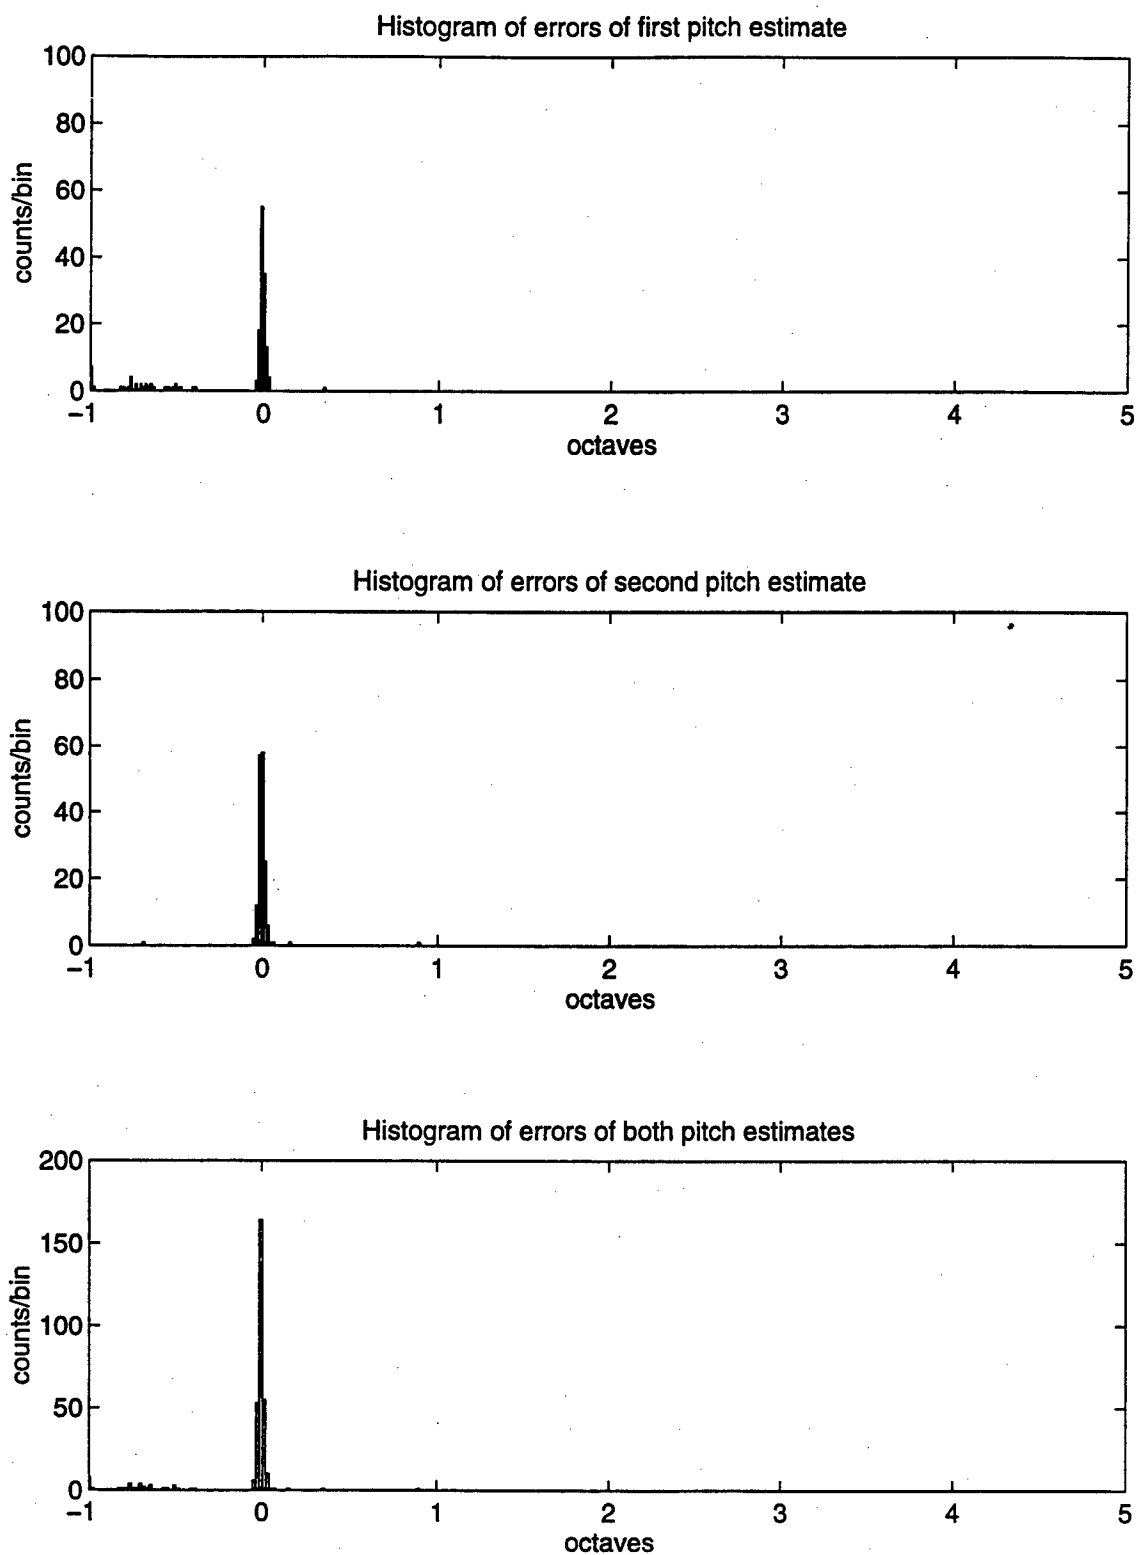 Histogram of errors of first pitch estimate
100
80
60
40
20
0
counts/bin
−1 0 1 2 3 4 5
octaves
Histogram of errors of second pitch estimate
100
80
60
40
20
0
counts/bin
−1 0 1 2 3 4 5
octaves
Histogram of errors of both pitch estimates
200
150
100
50
0
counts/bin
−1 0 1 2 3 4 5
octaves